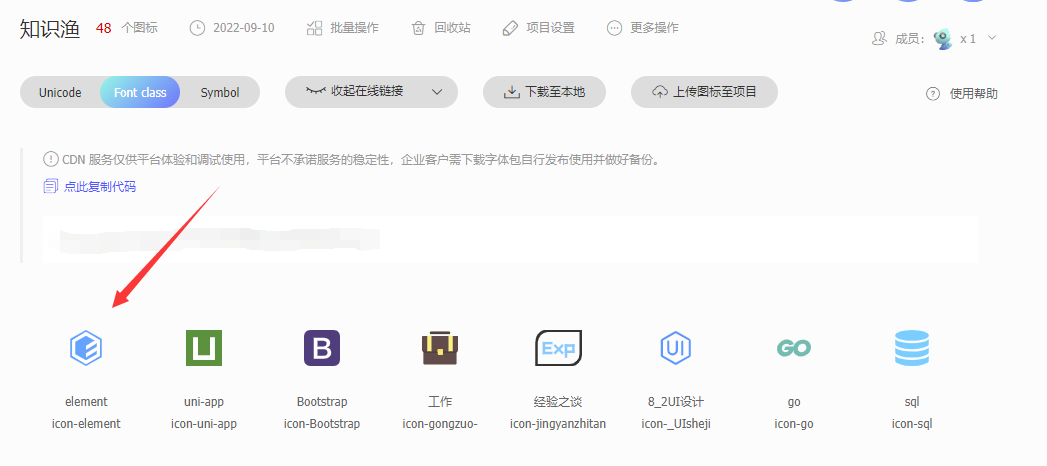 知识渔 48 个图标 2022-09-10 批量操作 回收站 项目设置 更多操作
成员: x 1
Unicode Font class Symbol 收起在线链接 下载至本地 上传图标至项目 使用帮助
CDN 服务仅供平台体验和调试使用，平台不承诺服务的稳定性，企业客户需下载字体包自行发布使用并做好备份。
点此复制代码
U B Exp UI GO
element uni-app Bootstrap 工作 经验之谈 8_2UI设计 go sql
icon-element icon-uni-app icon-Bootstrap icon-gongzuo- icon-jingyanzhitan icon-_UIsheji icon-go icon-sql